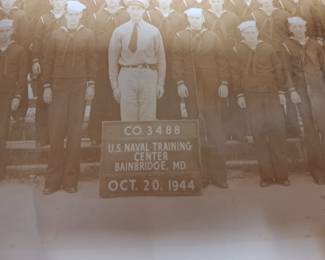 CO. 3488
U.S. NAVAL TRAINING
CENTER
BAINBRIDGE, MD.
OCT. 20. 1944